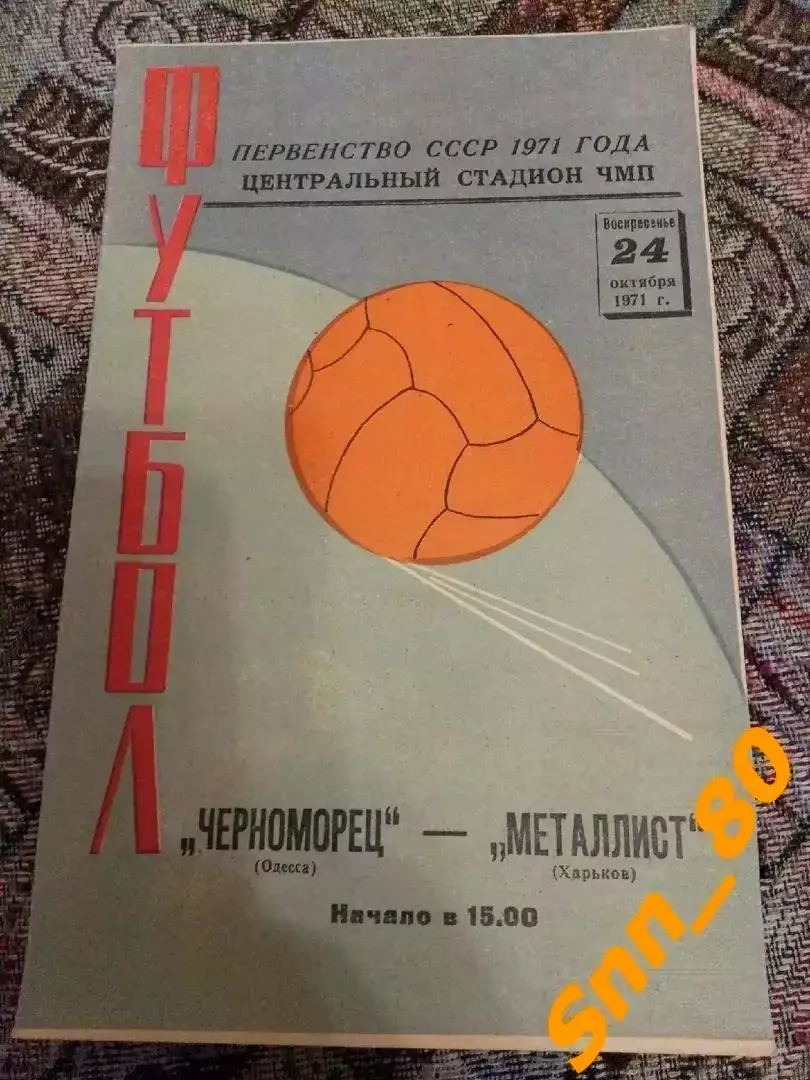 ФУТБОЛ
ПЕРВЕНСТВО СССР 1971 ГОДА
ЦЕНТРАЛЬНЫЙ СТАДИОН ЧМП
Воскресенье
24
октября
1971 г.
„ЧЕРНОМОРЕЦ“ — „МЕТАЛЛИСТ“
(Одесса) (Харьков)
Начало в 15.00
Snn_80